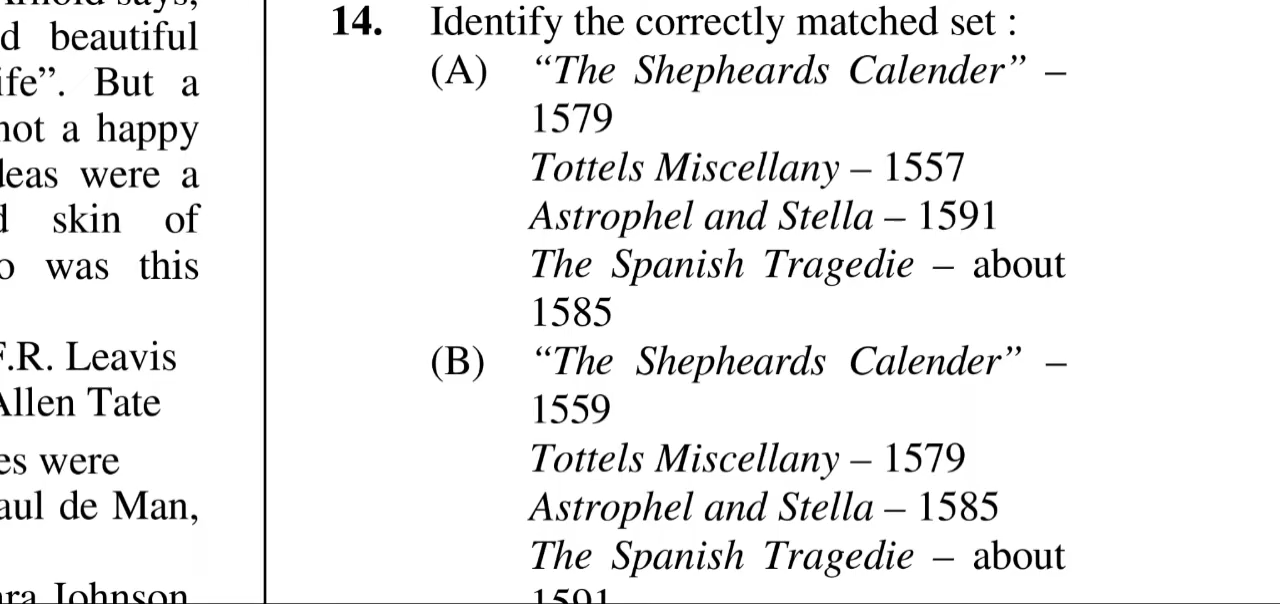 d beautiful
ife”. But a
not a happy
deas were a
d skin of
o was this
F.R. Leavis
Allen Tate
es were
aul de Man,
14. Identify the correctly matched set :
(A) “The Shepheards Calender” –
1579
Tottels Miscellany – 1557
Astrophel and Stella – 1591
The Spanish Tragedie – about
1585
(B) “The Shepheards Calender” –
1559
Tottels Miscellany – 1579
Astrophel and Stella – 1585
The Spanish Tragedie – about
1591